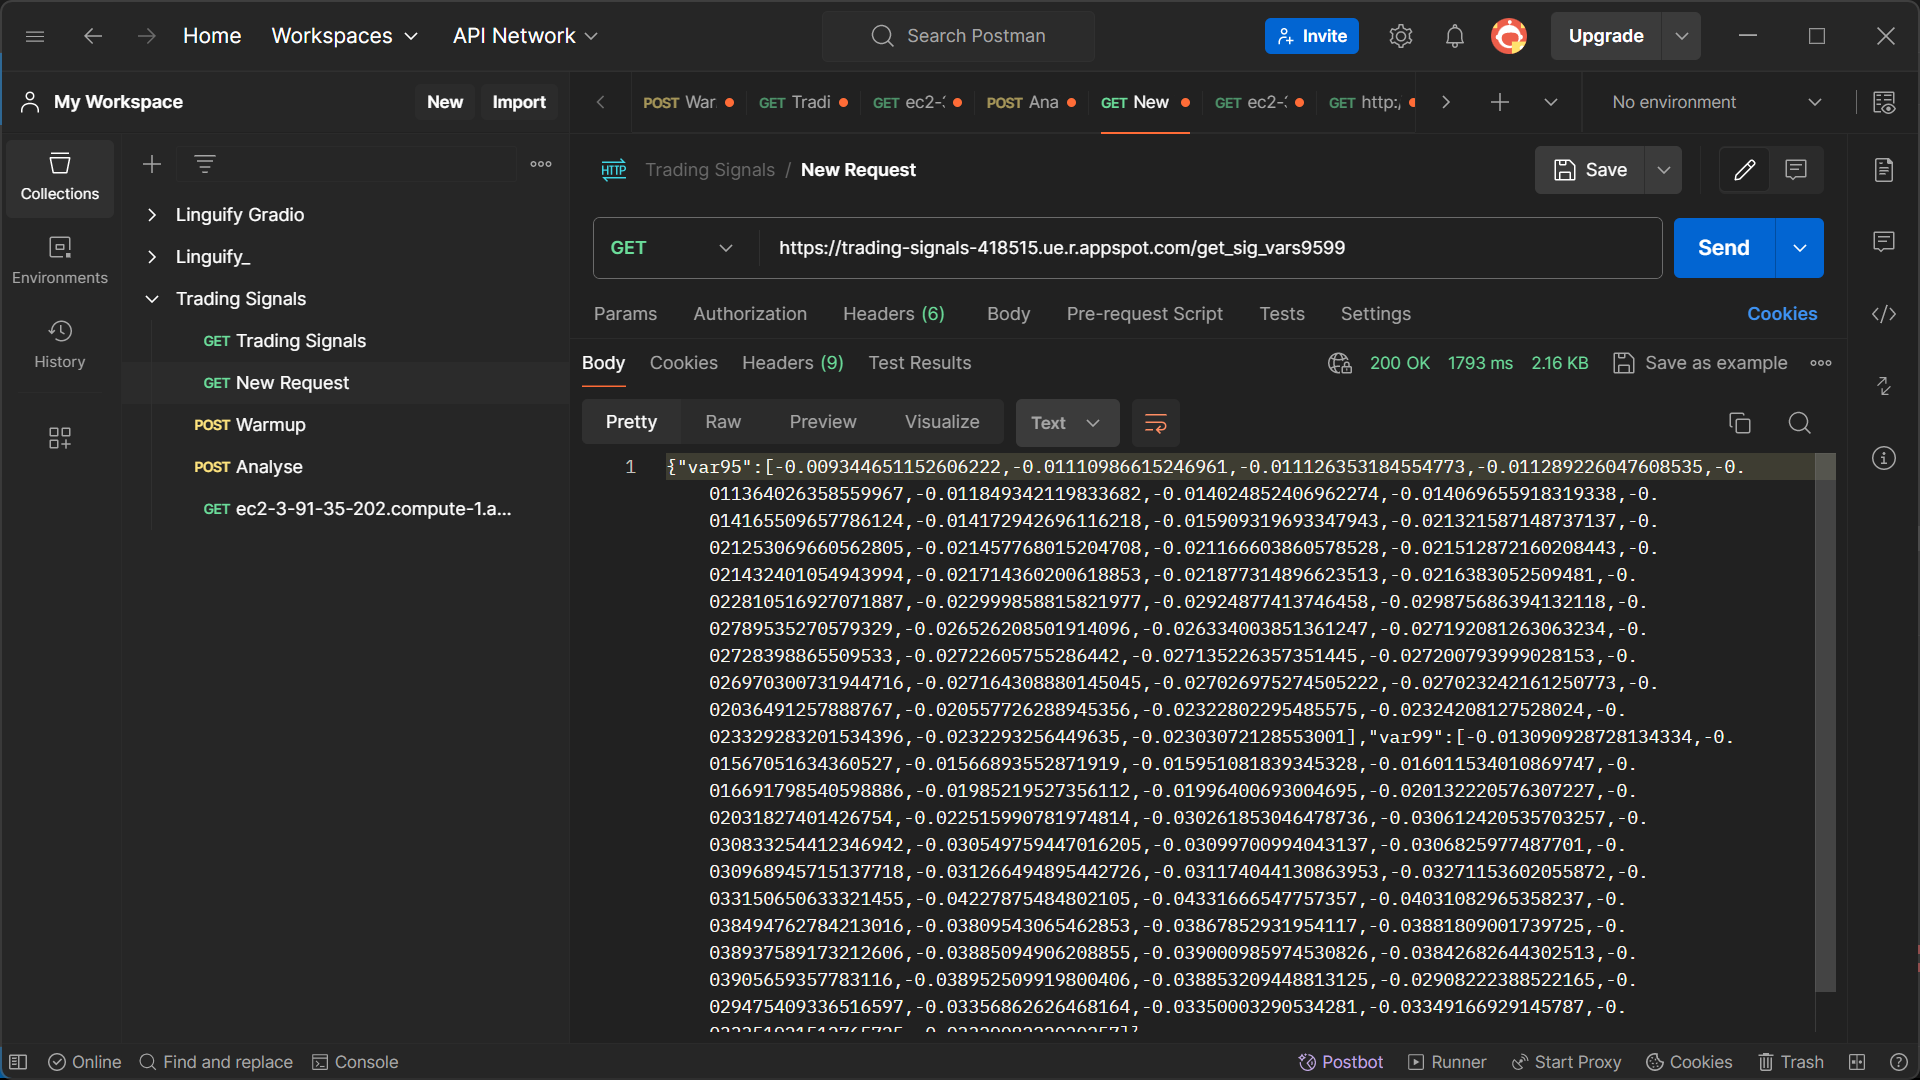 Home Workspaces API Network Search Postman Invite Upgrade
My Workspace New Import POST War GET Tradi GET ec2- POST Ana GET New GET ec2- GET http:/ No environment
Collections
Environments
History
Linguify Gradio
Linguify_
Trading Signals
GET Trading Signals
GET New Request
POST Warmup
POST Analyse
GET ec2-3-91-35-202.compute-1.a...
HTTP Trading Signals / New Request Save
GET https://trading-signals-418515.ue.r.appspot.com/get_sig_vars9599 Send
Params Authorization Headers (6) Body Pre-request Script Tests Settings Cookies
Body Cookies Headers (9) Test Results 200 OK 1793 ms 2.16 KB Save as example
Pretty Raw Preview Visualize Text
1 {"var95":[-0.009344651152606222,-0.01110986615246961,-0.011126353184554773,-0.011289226047608535,-0.
011364026358559967,-0.011849342119833682,-0.014024852406962274,-0.014069655918319338,-0.
014165509657786124,-0.014172942696116218,-0.015909319693347943,-0.021321587148737137,-0.
021253069660562805,-0.021457768015204708,-0.021166603860578528,-0.021512872160208443,-0.
021432401054943994,-0.021714360200618853,-0.021877314896623513,-0.0216383052509481,-0.
022810516927071887,-0.022999858815821977,-0.02924877413746458,-0.029875686394132118,-0.
02789535270579329,-0.026526208501914096,-0.026334003851361247,-0.027192081263063234,-0.
02728398865509533,-0.02722605755286442,-0.027135226357351445,-0.027200793999028153,-0.
026970300731944716,-0.027164308880145045,-0.027026975274505222,-0.027023242161250773,-0.
02036491257888767,-0.020557726288945356,-0.02322802295485575,-0.02324208127528024,-0.
023329283201534396,-0.0232293256449635,-0.02303072128553001],"var99":[-0.013090928728134334,-0.
01567051634360527,-0.01566893552871919,-0.015951081839345328,-0.016011534010869747,-0.
016691798540598886,-0.01985219527356112,-0.01996400693004695,-0.020132220576307227,-0.
02031827401426754,-0.022515990781974814,-0.030261853046478736,-0.030612420535703257,-0.
030833254412346942,-0.030549759447016205,-0.03099700994043137,-0.0306825977487701,-0.
030968945715137718,-0.031266494895442726,-0.031174044130863953,-0.03271153602055872,-0.
033150650633321455,-0.04227875484802105,-0.04331666547757357,-0.04031082965358237,-0.
038494762784213016,-0.03809543065462853,-0.03867852931954117,-0.03881809001739725,-0.
038937589173212606,-0.03885094906208855,-0.039000985974530826,-0.03842682644302513,-0.
03905659357783116,-0.038952509919800406,-0.038853209448813125,-0.02908222388522165,-0.
029475409336516597,-0.03356862626468164,-0.03350003290534281,-0.03349166929145787,-0.
Online Find and replace Console Postbot Runner Start Proxy Cookies Trash